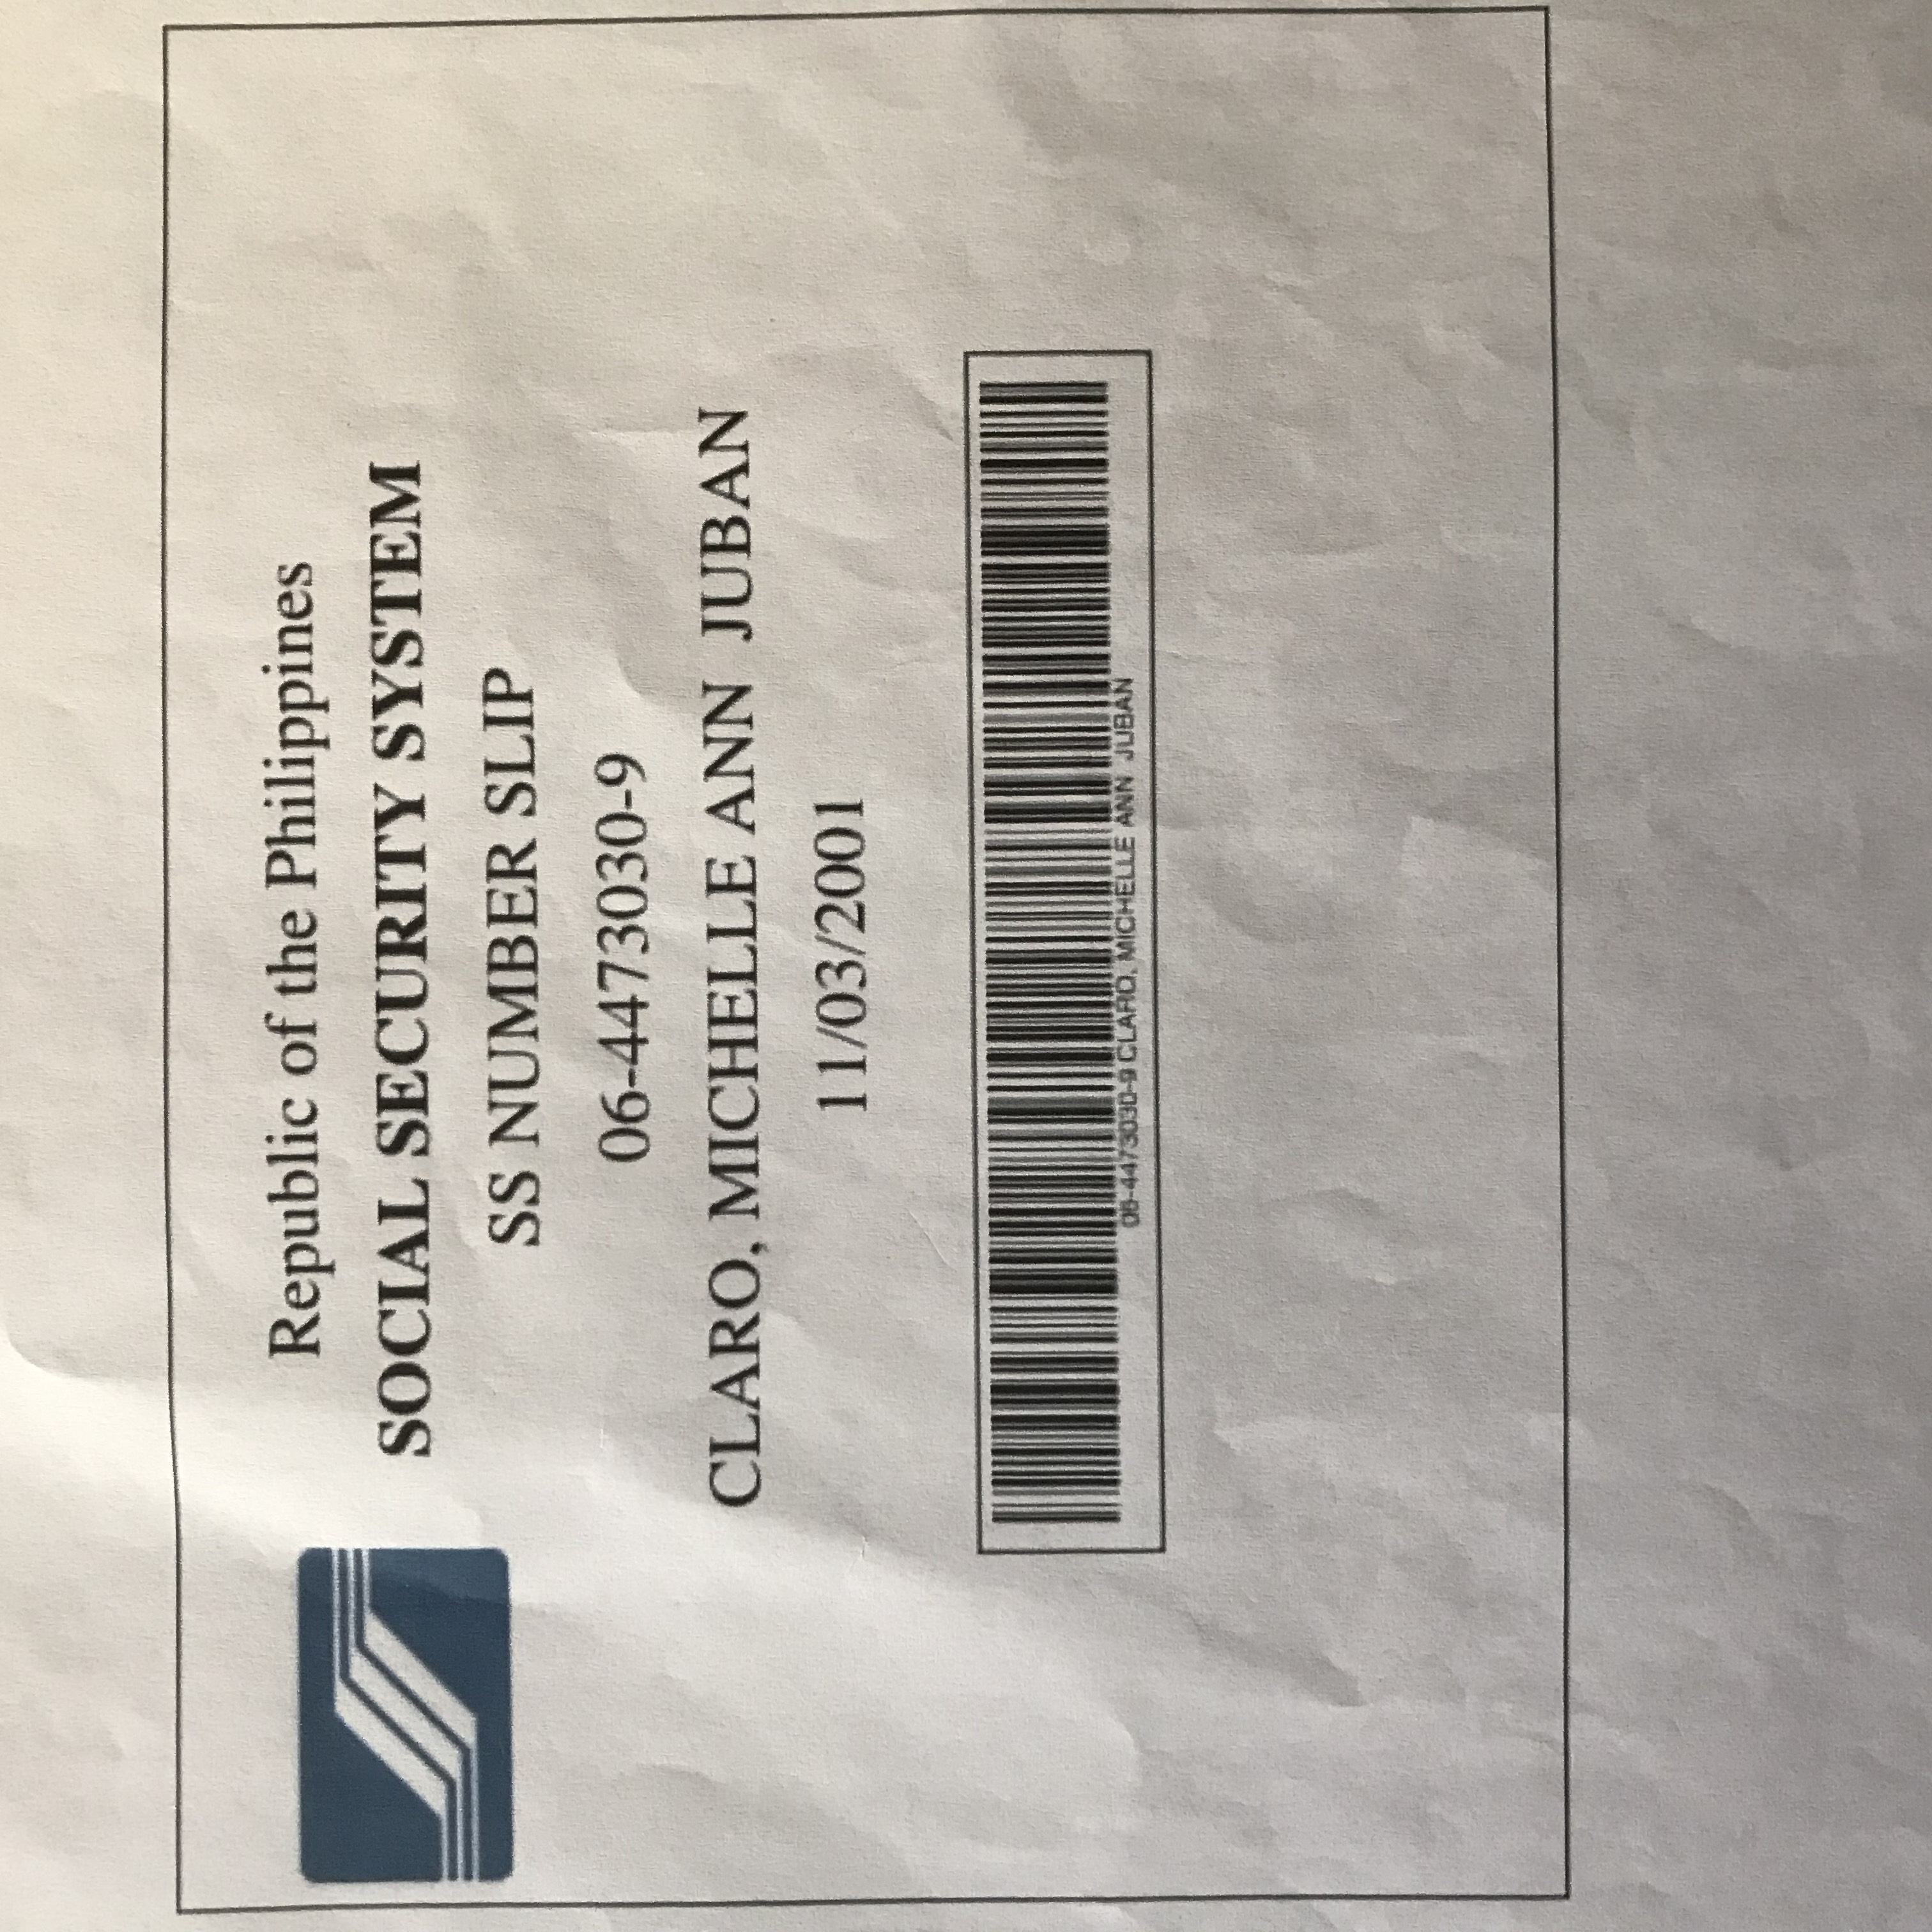 Republic of the Philippines
SOCIAL SECURITY SYSTEM
SS NUMBER SLIP
06-4473030-9
CLARO, MICHELLE ANN JUBAN
11/03/2001
06-4473030-9 CLARO, MICHELLE ANN JUBAN